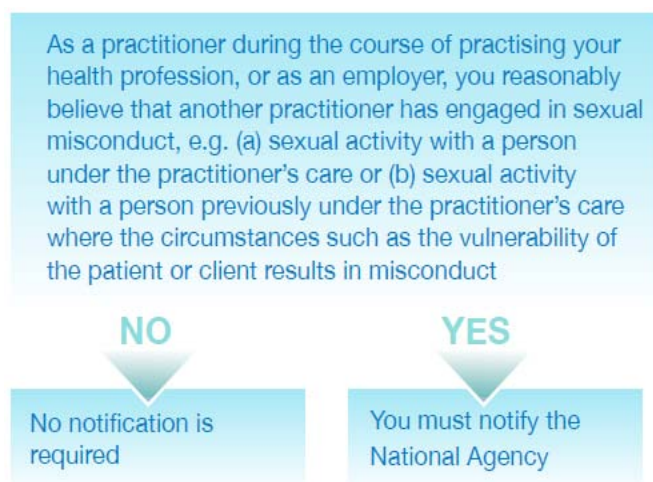 As a practitioner during the course of practising your
health profession, or as an employer, you reasonably
believe that another practitioner has engaged in sexual
misconduct, e.g. (a) sexual activity with a person
under the practitioner's care or (b) sexual activity
with a person previously under the practitioner's care
where the circumstances such as the vulnerability of
the patient or client results in misconduct
NO
YES
No notification is
required
You must notify the
National Agency